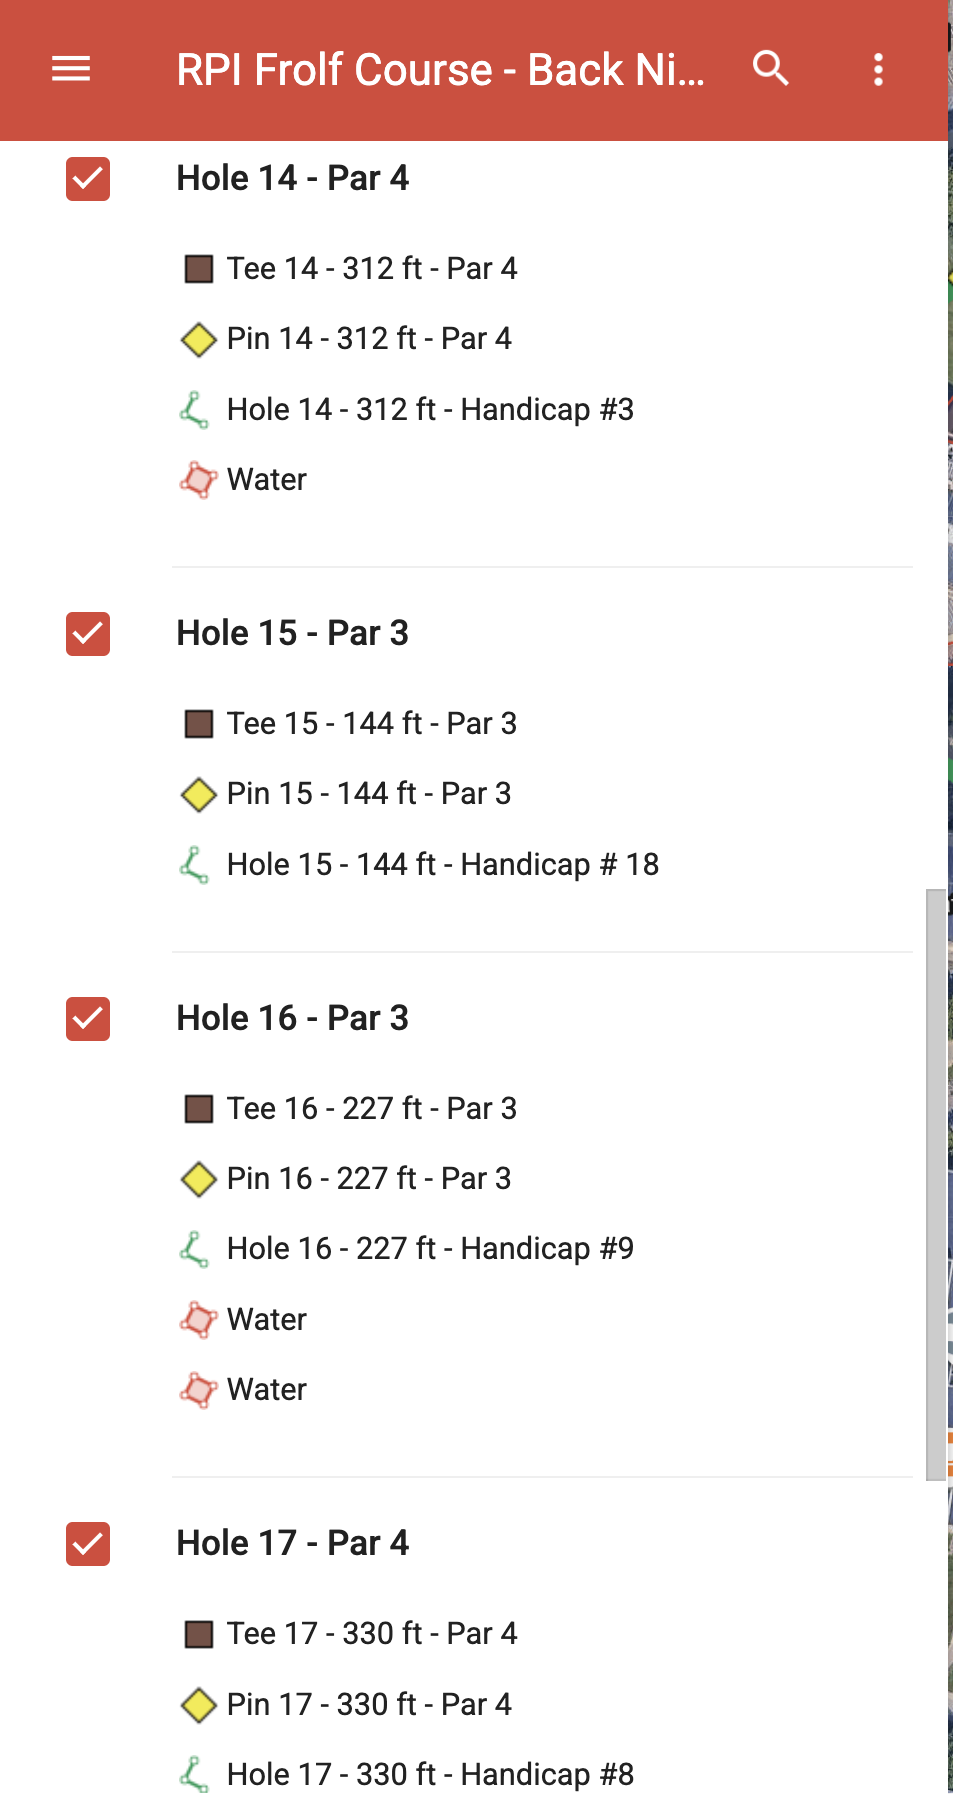 RPI Frolf Course - Back Ni...
Hole 14 - Par 4
Tee 14 - 312 ft - Par 4
Pin 14 - 312 ft - Par 4
Hole 14 - 312 ft - Handicap #3
Water
Hole 15 - Par 3
Tee 15 - 144 ft - Par 3
Pin 15 - 144 ft - Par 3
Hole 15 - 144 ft - Handicap # 18
Hole 16 - Par 3
Tee 16 - 227 ft - Par 3
Pin 16 - 227 ft - Par 3
Hole 16 - 227 ft - Handicap #9
Water
Water
Hole 17 - Par 4
Tee 17 - 330 ft - Par 4
Pin 17 - 330 ft - Par 4
Hole 17 - 330 ft - Handicap #8